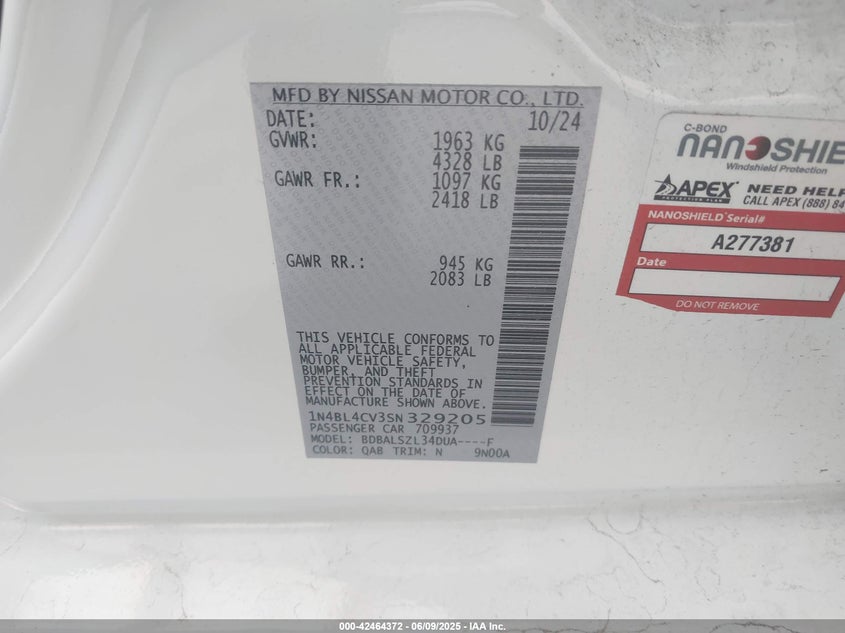 MFD BY NISSAN MOTOR CO., LTD.
DATE: 10/24
GVWR: 1963 KG
4328 LB
GAWR FR.: 1097 KG
2418 LB
GAWR RR.: 945 KG
2083 LB
THIS VEHICLE CONFORMS TO
ALL APPLICABLE FEDERAL
MOTOR VEHICLE SAFETY,
BUMPER, AND THEFT
PREVENTION STANDARDS IN
EFFECT ON THE DATE OF
MANUFACTURE SHOWN ABOVE.
1N4BL4CV3SN329205
PASSENGER CAR 709937
MODEL: BDBALSZL34DUA----F
COLOR: QAB TRIM: N 9N00A
C-BOND
NANOSHIE
Windshield Protection
APEX
PROTECTION PLAN
NEED HELP
CALL APEX (888) 84
NANOSHIELD Serial#
A277381
Date
DO NOT REMOVE
000-42464372 - 06/09/2025 - IAA Inc.